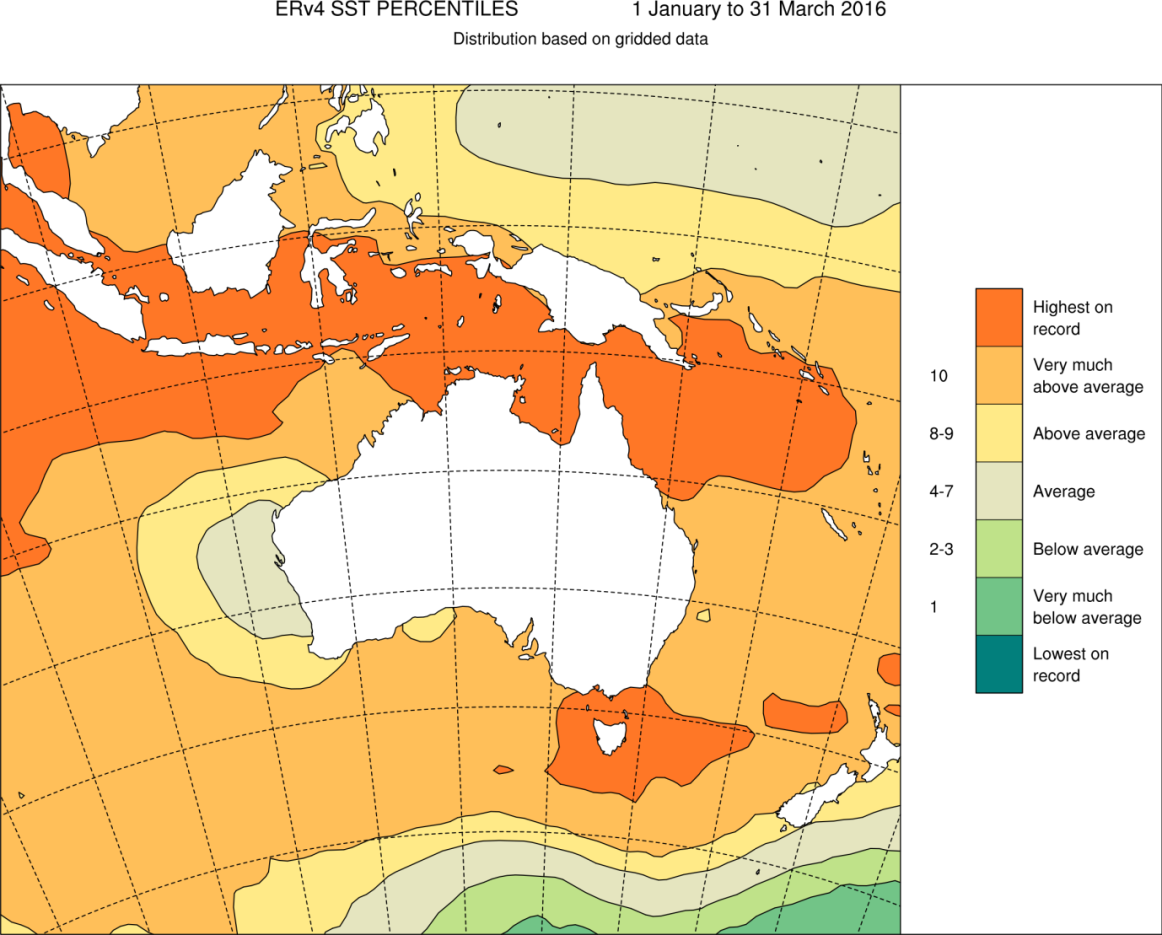 ERv4 SST PERCENTILES 1 January to 31 March 2016
Distribution based on gridded data
Highest on
record
10 Very much
above average
8-9 Above average
4-7 Average
2-3 Below average
1 Very much
below average
Lowest on
record